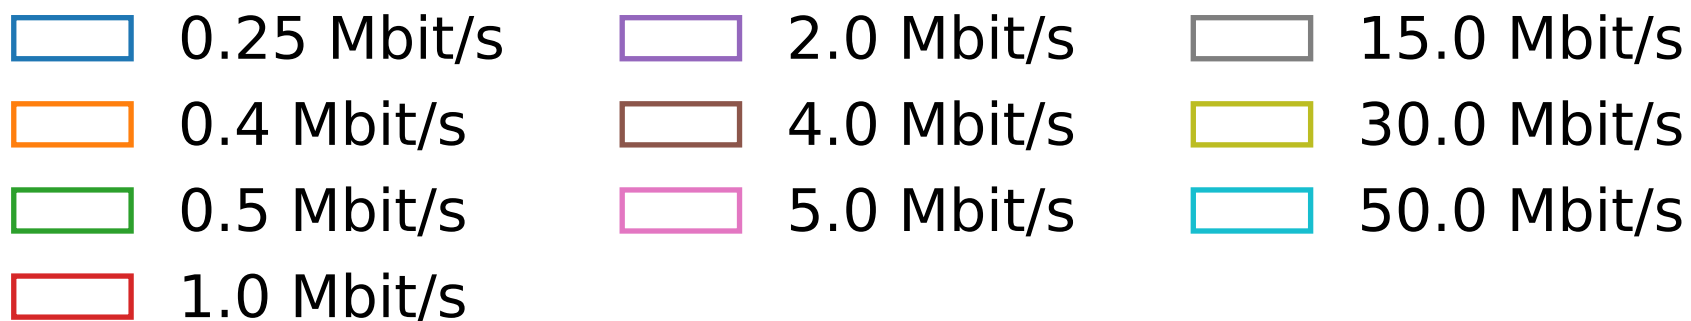 0.25 Mbit/s
0.4 Mbit/s
0.5 Mbit/s
1.0 Mbit/s
2.0 Mbit/s
4.0 Mbit/s
5.0 Mbit/s
15.0 Mbit/s
30.0 Mbit/s
50.0 Mbit/s